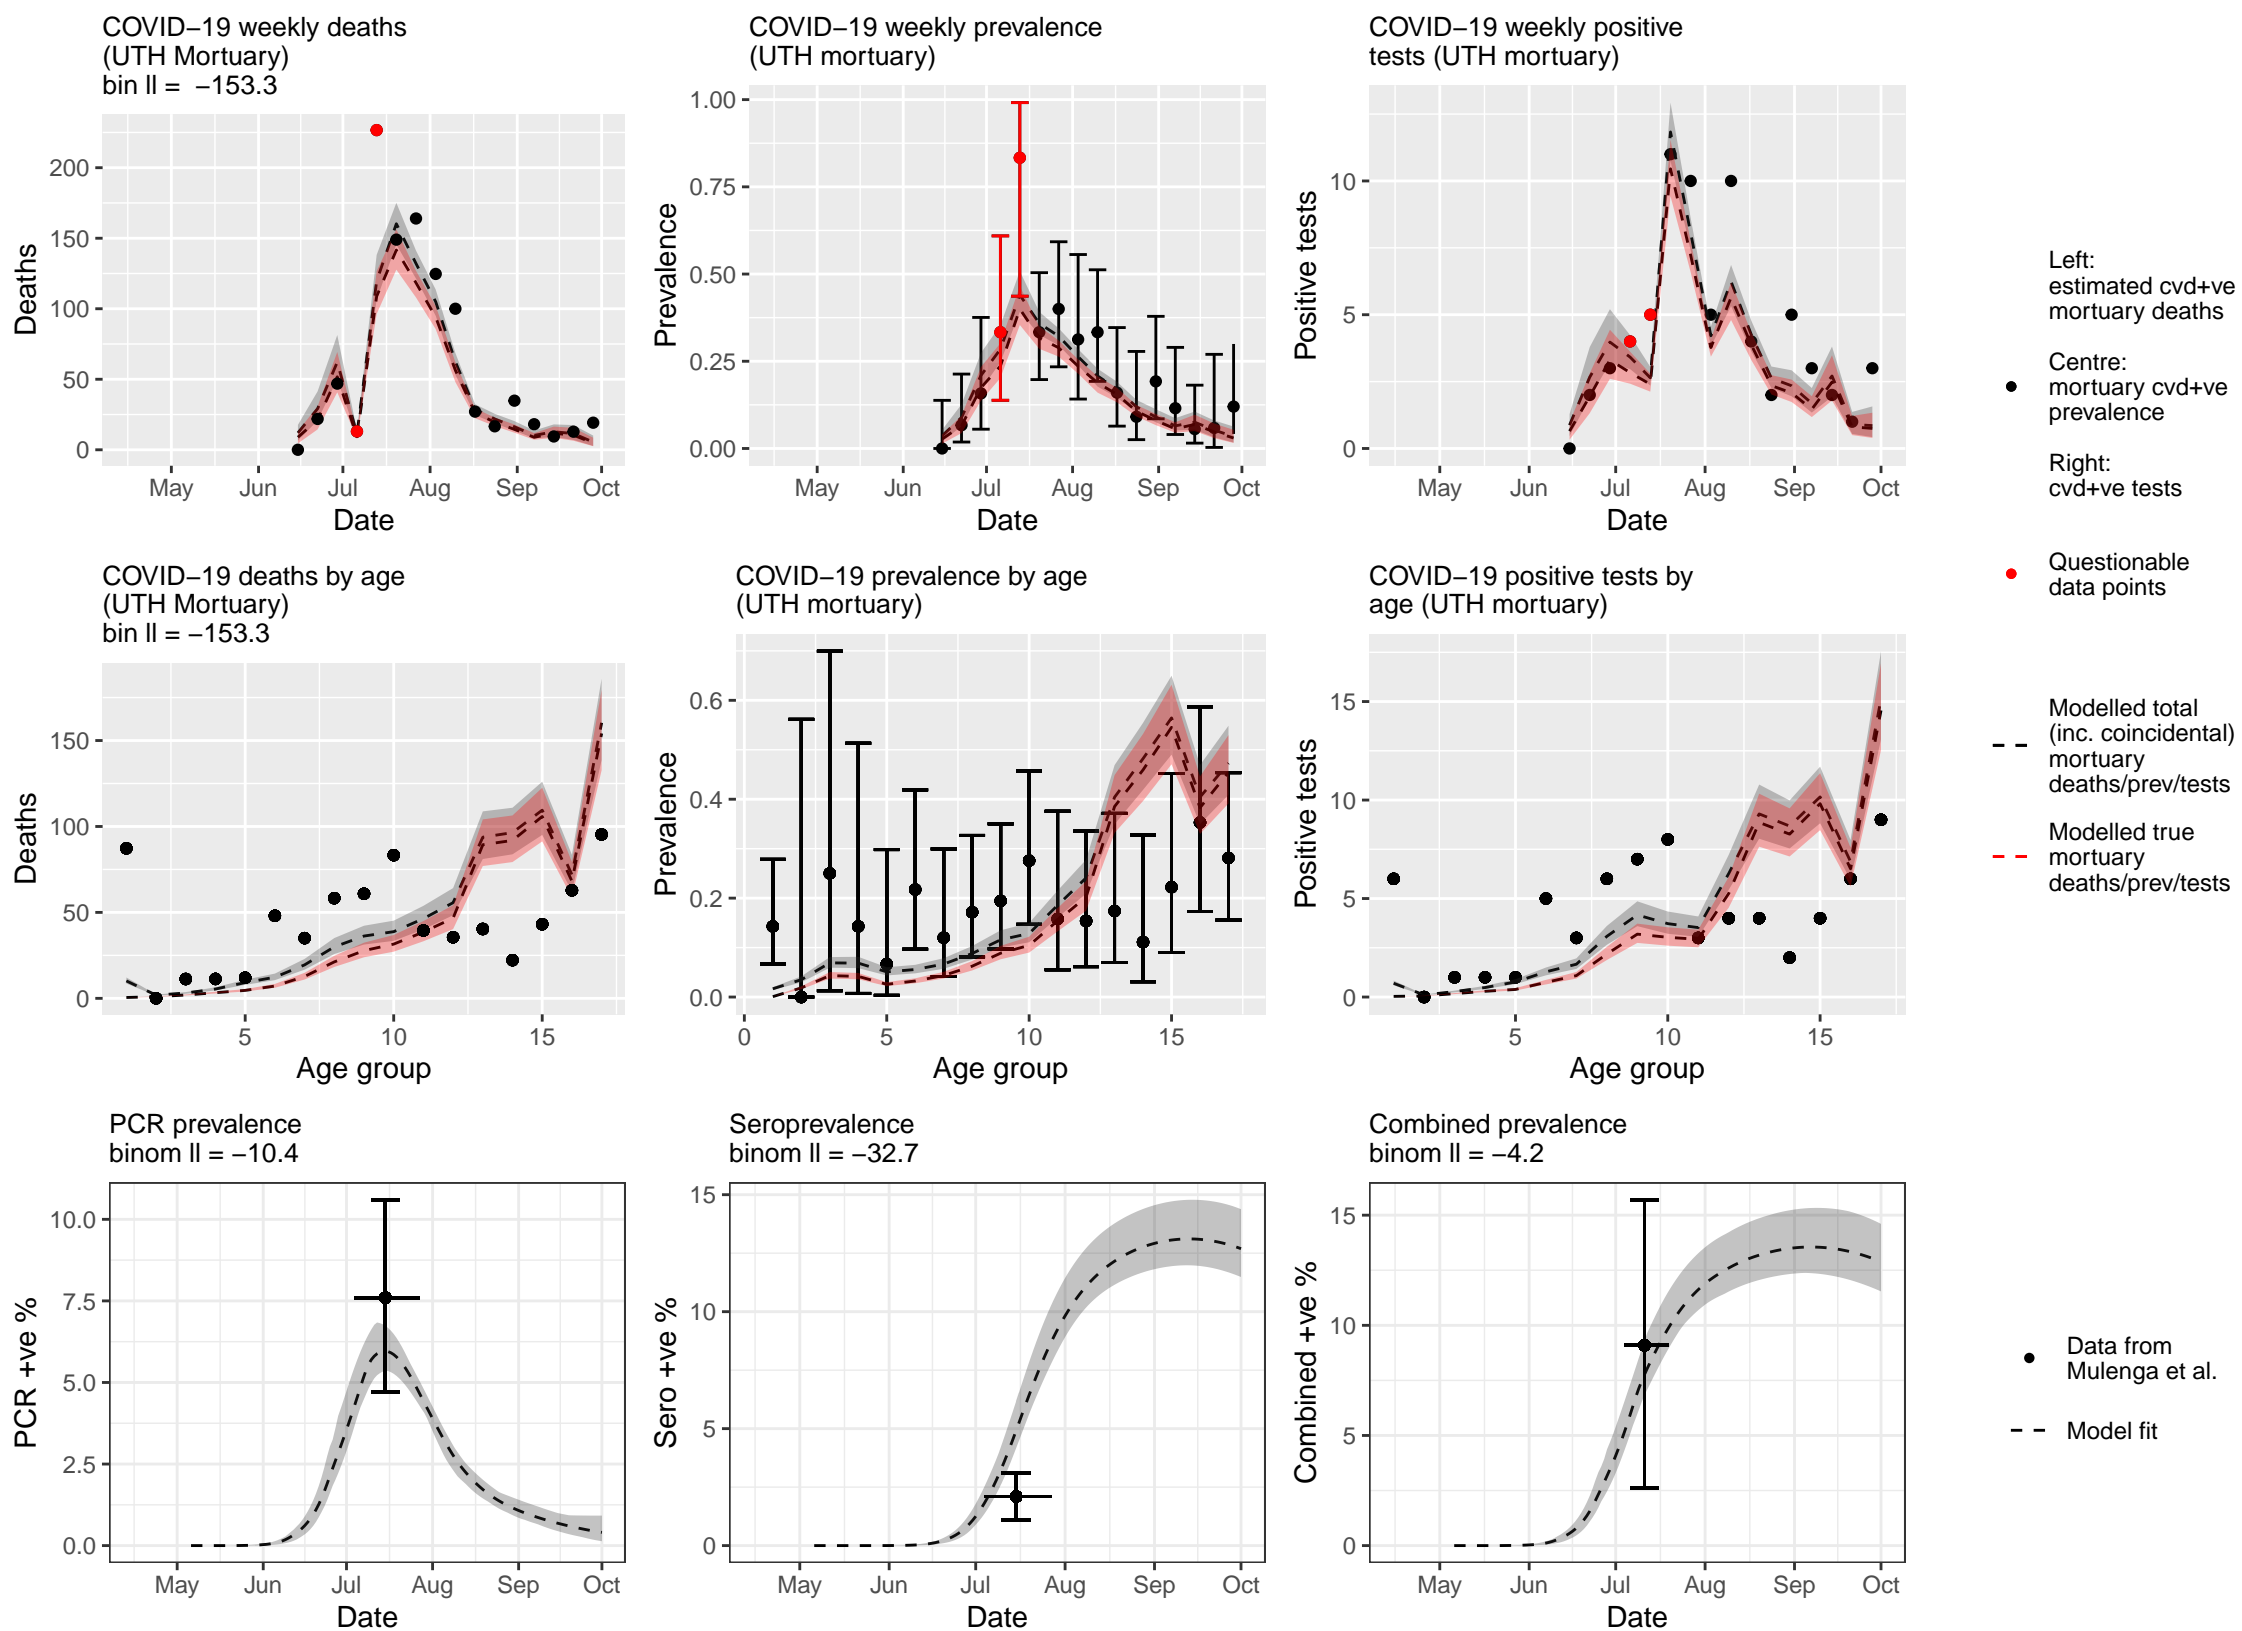 COVID−19 weekly deaths
(UTH Mortuary)
bin ll =  −153.3
Deaths
200
150
100
50
0
May Jun Jul Aug Sep Oct
Date
COVID−19 weekly prevalence
(UTH mortuary)
Prevalence
1.00
0.75
0.50
0.25
0.00
May Jun Jul Aug Sep Oct
Date
COVID−19 weekly positive
tests (UTH mortuary)
Positive tests
10
5
0
May Jun Jul Aug Sep Oct
Date
Left:
estimated cvd+ve
mortuary deaths
Centre:
mortuary cvd+ve
prevalence
Right:
cvd+ve tests
Questionable
data points
Modelled total
(inc. coincidental)
mortuary
deaths/prev/tests
Modelled true
mortuary
deaths/prev/tests
COVID−19 deaths by age
(UTH Mortuary)
bin ll = −153.3
Deaths
150
100
50
0
5 10 15
Age group
COVID−19 prevalence by age
(UTH mortuary)
Prevalence
0.6
0.4
0.2
0.0
0 5 10 15
Age group
COVID−19 positive tests by
age (UTH mortuary)
Positive tests
15
10
5
0
5 10 15
Age group
PCR prevalence
binom ll = −10.4
PCR +ve %
10.0
7.5
5.0
2.5
0.0
May Jun Jul Aug Sep Oct
Date
Seroprevalence
binom ll = −32.7
Sero +ve %
15
10
5
0
May Jun Jul Aug Sep Oct
Date
Combined prevalence
binom ll = −4.2
Combined +ve %
15
10
5
0
May Jun Jul Aug Sep Oct
Date
Data from
Mulenga et al.
Model fit